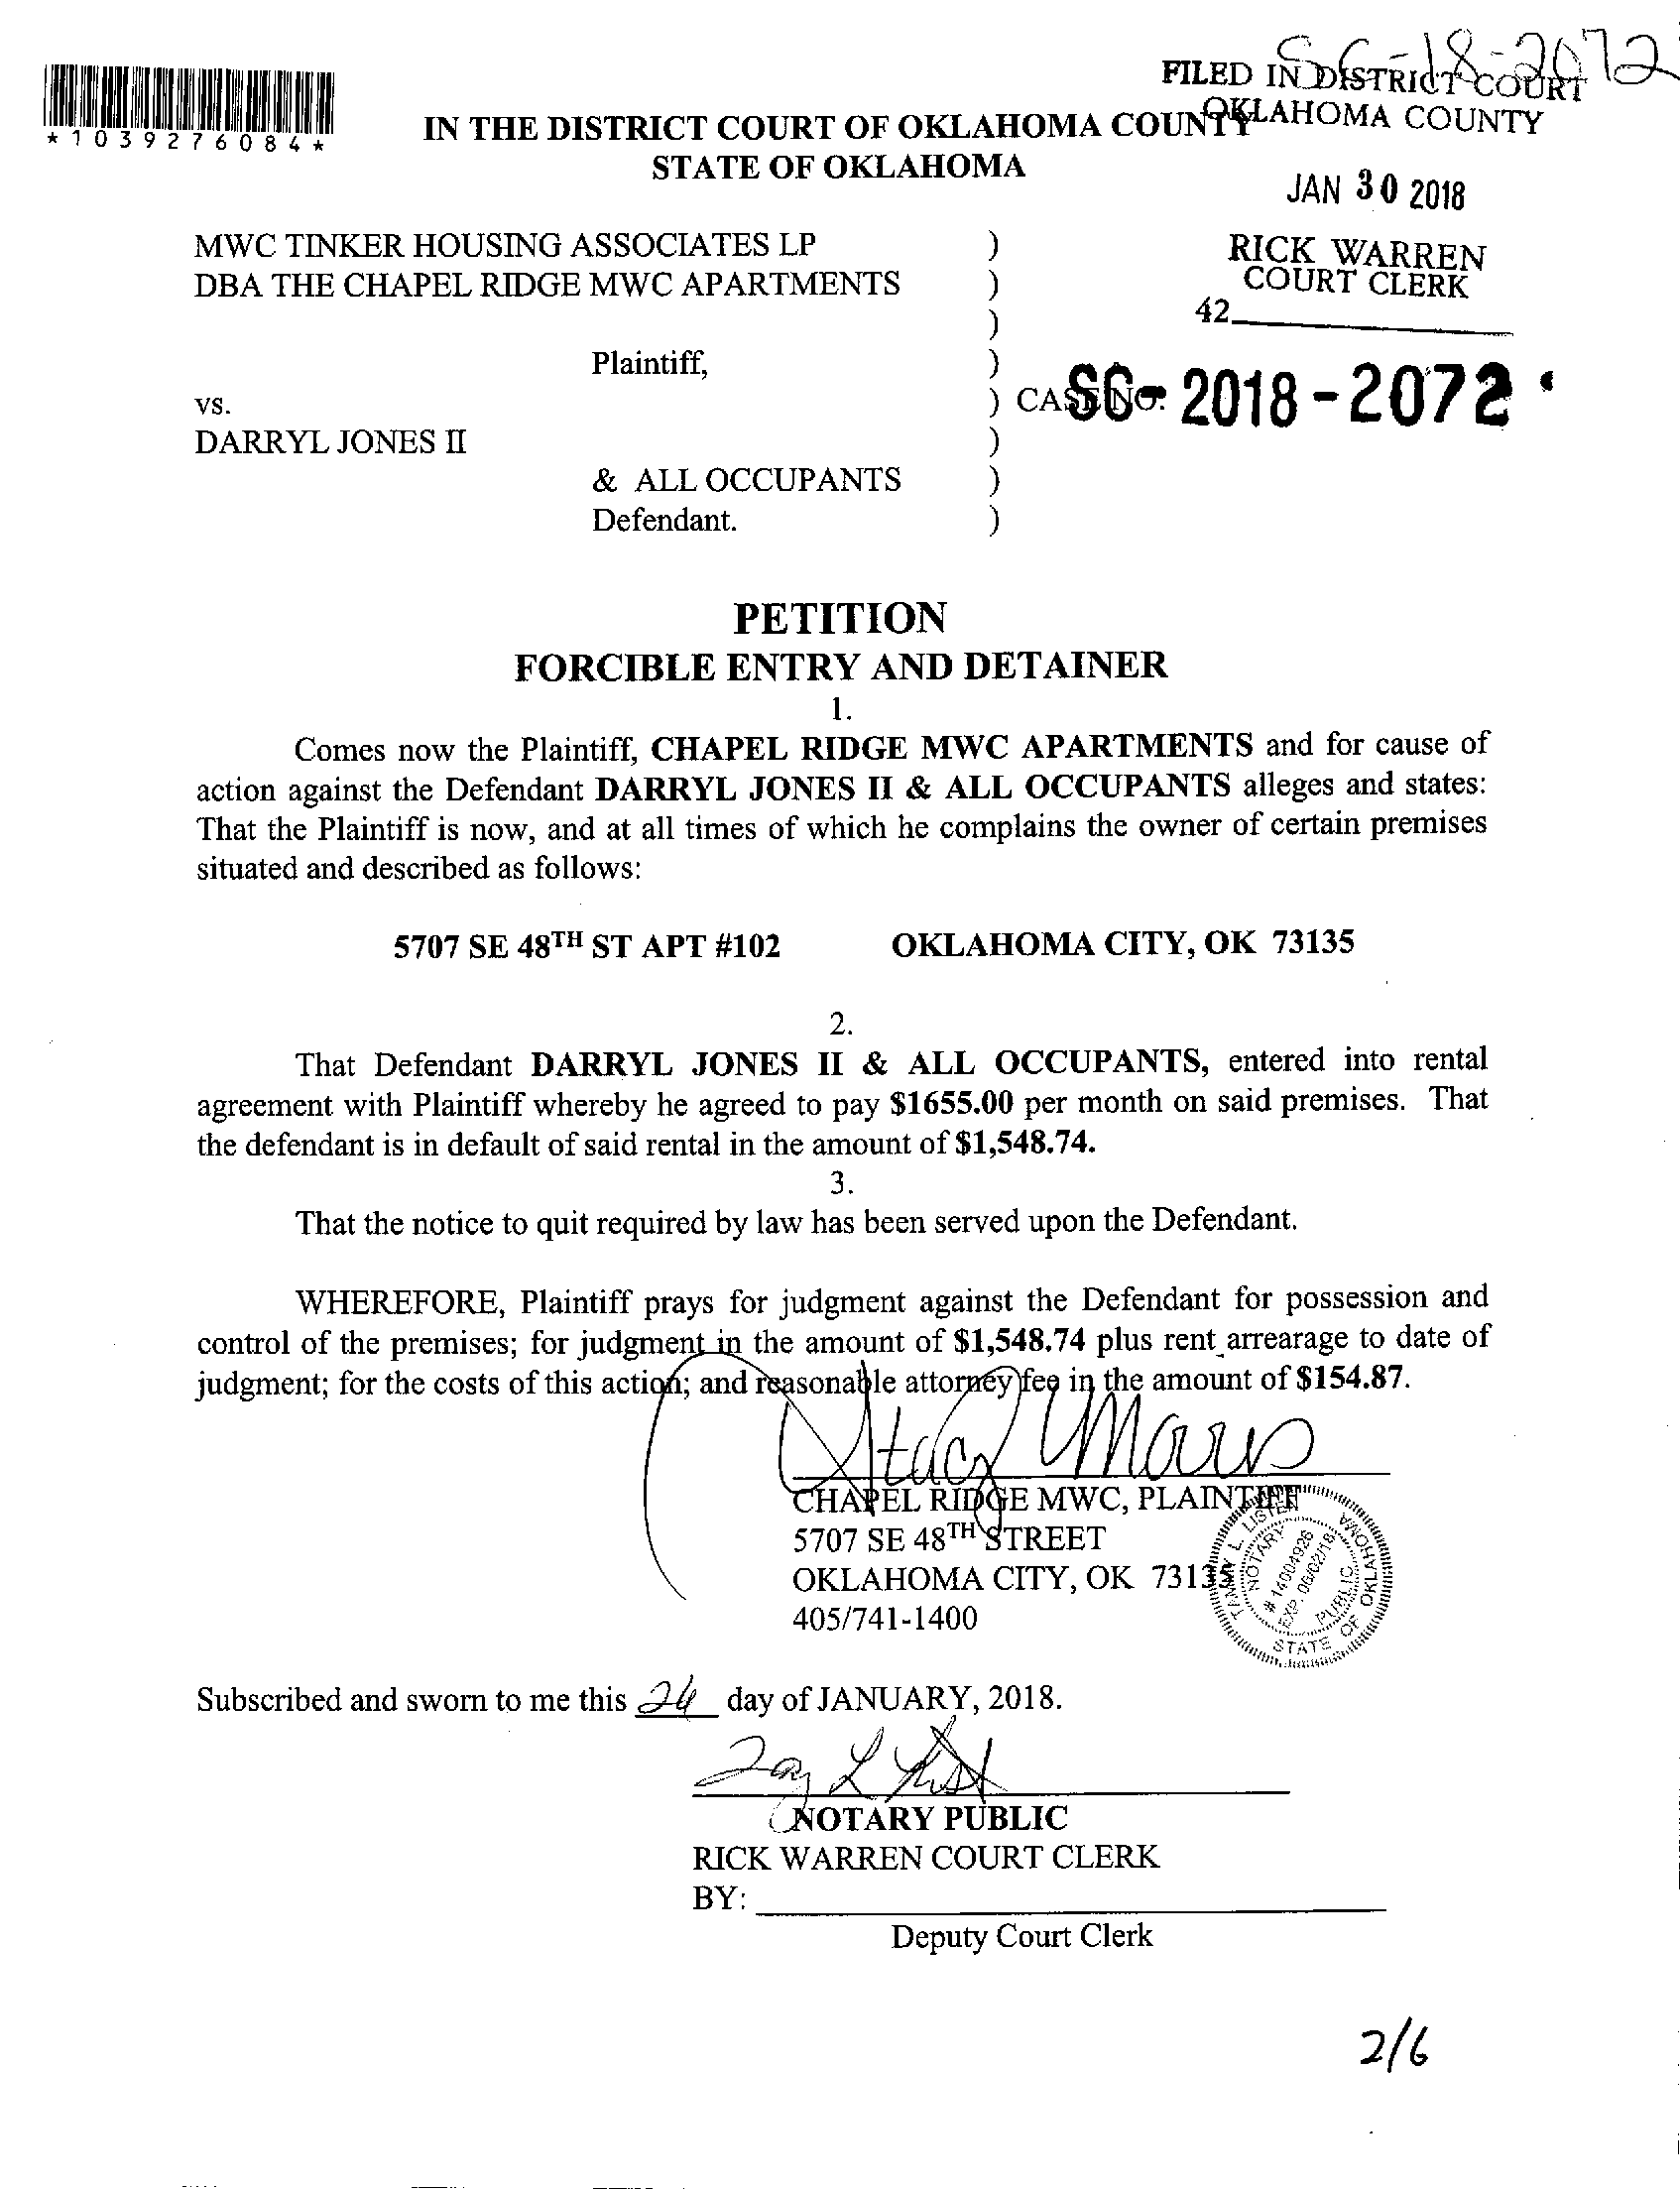 SC-18-2072
FILED IN DISTRICT COURT
OKLAHOMA COUNTY
*1039276084*
IN THE DISTRICT COURT OF OKLAHOMA COUNTY
STATE OF OKLAHOMA
JAN 30 2018
RICK WARREN
COURT CLERK
42
MWC TINKER HOUSING ASSOCIATES LP )
DBA THE CHAPEL RIDGE MWC APARTMENTS )
)
Plaintiff, )
vs. ) CASE NO. SC-2018-2072
DARRYL JONES II )
& ALL OCCUPANTS )
Defendant. )
PETITION
FORCIBLE ENTRY AND DETAINER
1.
Comes now the Plaintiff, CHAPEL RIDGE MWC APARTMENTS and for cause of
action against the Defendant DARRYL JONES II & ALL OCCUPANTS alleges and states:
That the Plaintiff is now, and at all times of which he complains the owner of certain premises
situated and described as follows:
5707 SE 48TH ST APT #102 OKLAHOMA CITY, OK 73135
2.
That Defendant DARRYL JONES II & ALL OCCUPANTS, entered into rental
agreement with Plaintiff whereby he agreed to pay $1655.00 per month on said premises. That
the defendant is in default of said rental in the amount of $1,548.74.
3.
That the notice to quit required by law has been served upon the Defendant.
WHEREFORE, Plaintiff prays for judgment against the Defendant for possession and
control of the premises; for judgment in the amount of $1,548.74 plus rent arrearage to date of
judgment; for the costs of this action; and reasonable attorney fee in the amount of $154.87.
CHAPEL RIDGE MWC, PLAINTIFF
5707 SE 48TH STREET
OKLAHOMA CITY, OK 73135
405/741-1400
TAMMY L. LISTEN
NOTARY PUBLIC
# 14004926
EXP. 06/02/18
STATE OF OKLAHOMA
Subscribed and sworn to me this 24 day of JANUARY, 2018.
NOTARY PUBLIC
RICK WARREN COURT CLERK
BY:
Deputy Court Clerk
2/6